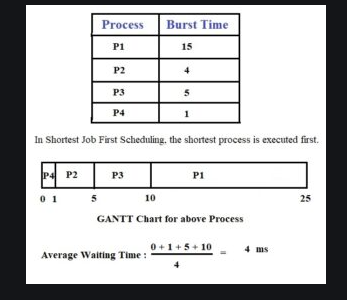 Process Burst Time
P1 15
P2 4
P3 5
P4 1
In Shortest Job First Scheduling, the shortest process is executed first.
P4 P2 P3 P1
0 1 5 10 25
GANTT Chart for above Process
Average Waiting Time : 0 + 1 + 5 + 10 = 4 ms
4